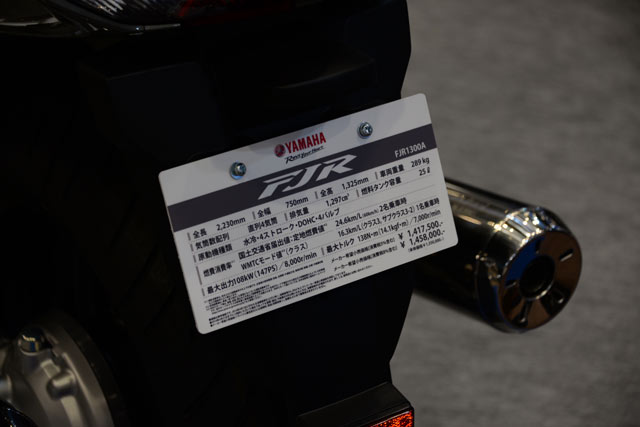 YAMAHA
Revs Your Heart
FJR FJR1300A
全長 2,230mm 全幅 750mm 全高 1,325mm 車両重量 289kg
気筒数配列 直列4気筒 排気量 1,297㎤ 燃料タンク容量 25ℓ
原動機種類 水冷・4ストローク・DOHC・4バルブ
燃費消費率 国土交通省届出値:定地燃費値 24.6km/L(60km/h) 2名乗車時
WMTCモード値(クラス) 16.3km/L(クラス3, サブクラス3-2) 1名乗車時
最大出力108kW(147PS)/8,000r/min 最大トルク 138N・m(14.1kgf・m)/7,000r/min
¥ 1,417,500.-
¥ 1,458,000.-